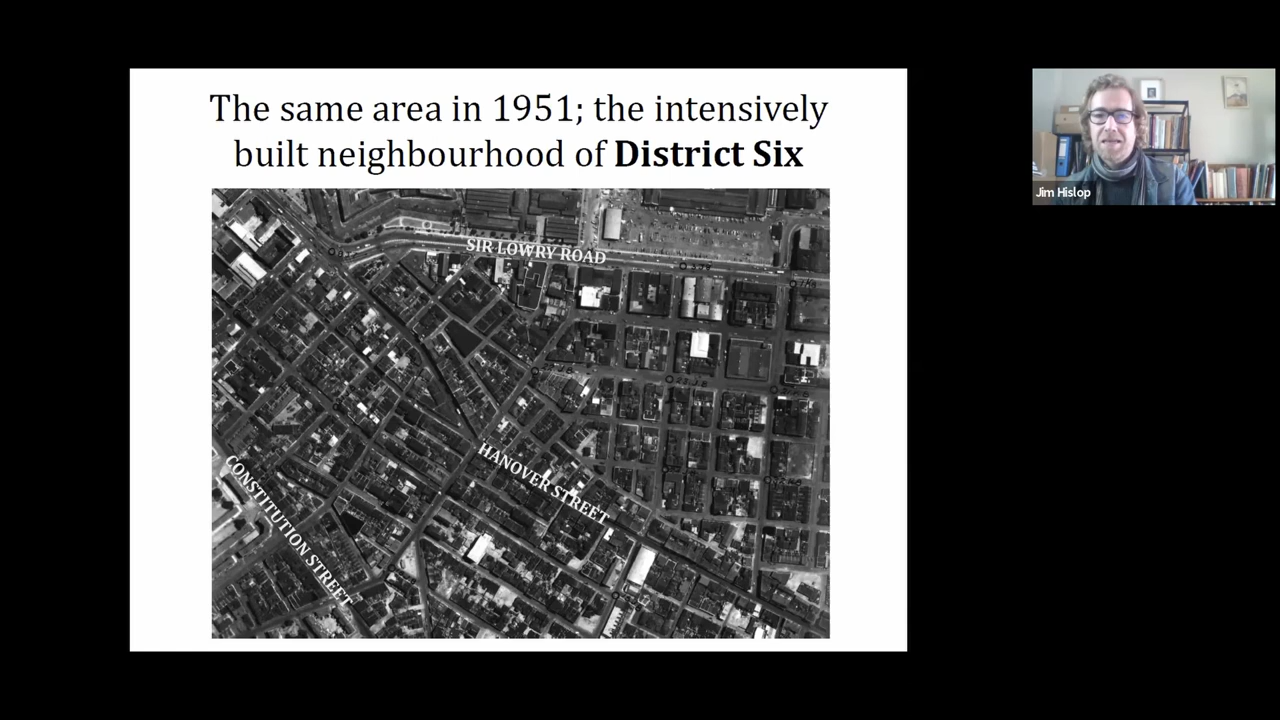 The same area in 1951; the intensively
built neighbourhood of District Six
SIR LOWRY ROAD
HANOVER STREET
CONSTITUTION STREET
Jim Hislop